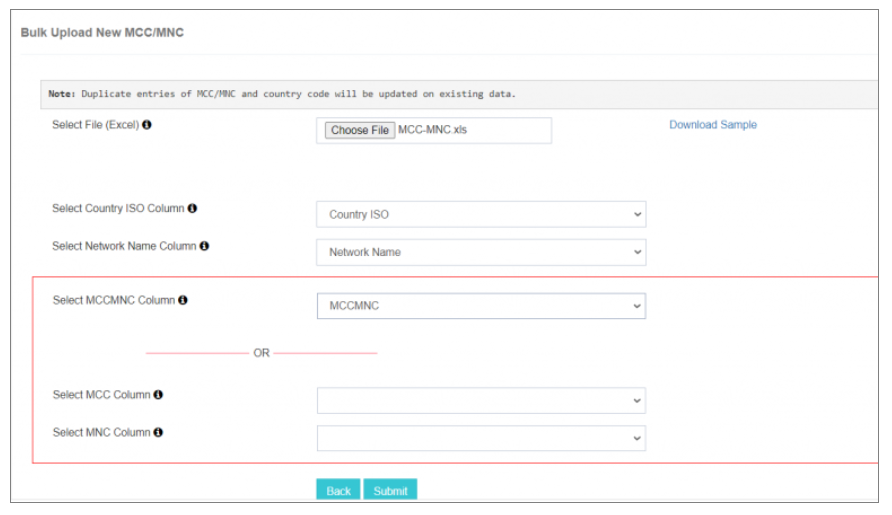 Bulk Upload New MCC/MNC
Note: Duplicate entries of MCC/MNC and country code will be updated on existing data.
Select File (Excel)
Choose File MCC-MNC.xls
Download Sample
Select Country ISO Column
Country ISO
Select Network Name Column
Network Name
Select MCCMNC Column
MCCMNC
OR
Select MCC Column
Select MNC Column
Back
Submit